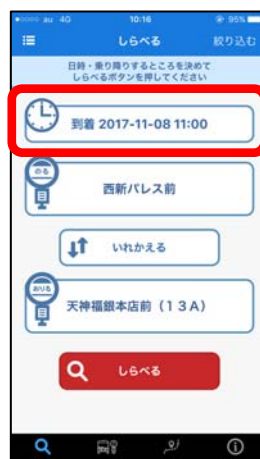 au 4G 10:16 95%
しらべる 絞り込む
日時・乗り降りするところを決めて
しらべるボタンを押してください
到着 2017-11-08 11:00
のる
西新パレス前
いれかえる
おりる
天神福銀本店前（１３Ａ）
しらべる